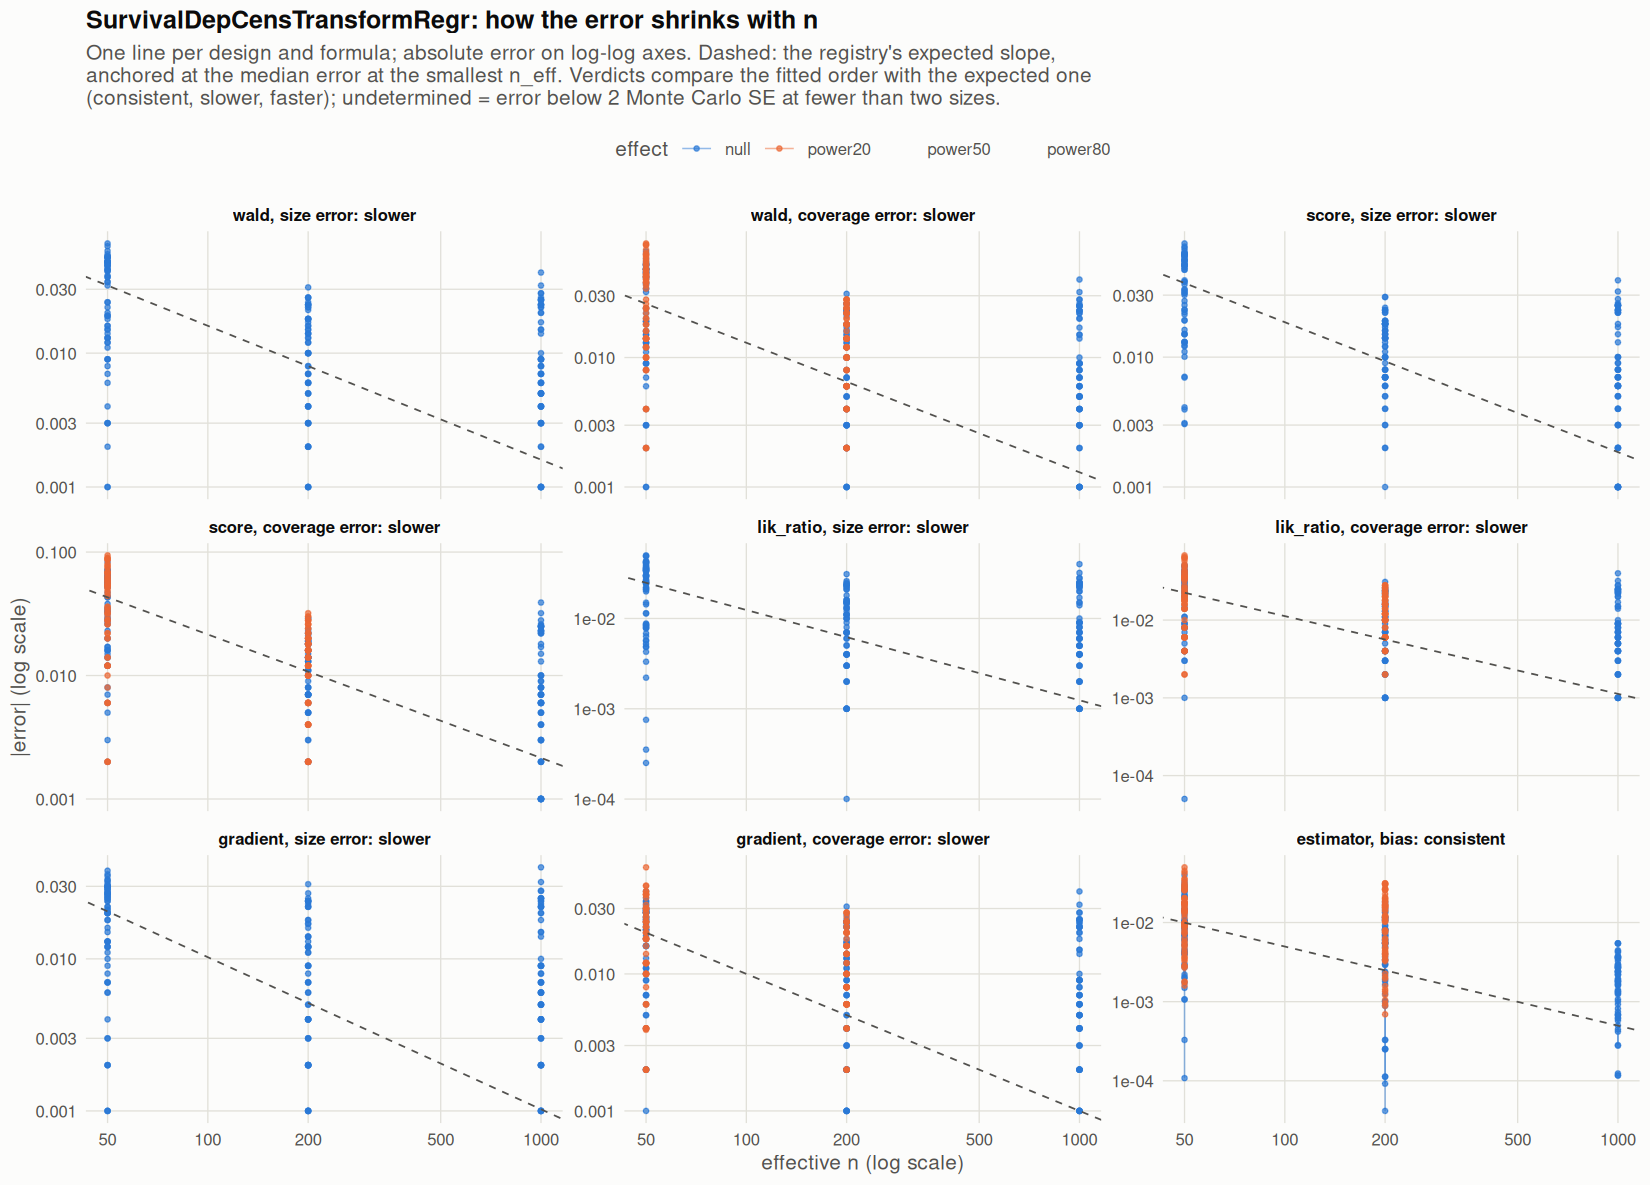 SurvivalDepCensTransformRegr: how the error shrinks with n
One line per design and formula; absolute error on log-log axes. Dashed: the registry's expected slope,
anchored at the median error at the smallest n_eff. Verdicts compare the fitted order with the expected one
(consistent, slower, faster); undetermined = error below 2 Monte Carlo SE at fewer than two sizes.
effect null power20 power50 power80
wald, size error: slower
wald, coverage error: slower
score, size error: slower
0.030
0.010
0.003
0.001
0.030
0.010
0.003
0.001
0.030
0.010
0.003
0.001
score, coverage error: slower
lik_ratio, size error: slower
lik_ratio, coverage error: slower
0.100
0.010
0.001
1e-02
1e-03
1e-04
1e-02
1e-03
1e-04
gradient, size error: slower
gradient, coverage error: slower
estimator, bias: consistent
0.030
0.010
0.003
0.001
0.030
0.010
0.003
0.001
1e-02
1e-03
1e-04
50 100 200 500 1000
50 100 200 500 1000
50 100 200 500 1000
effective n (log scale)
|error| (log scale)